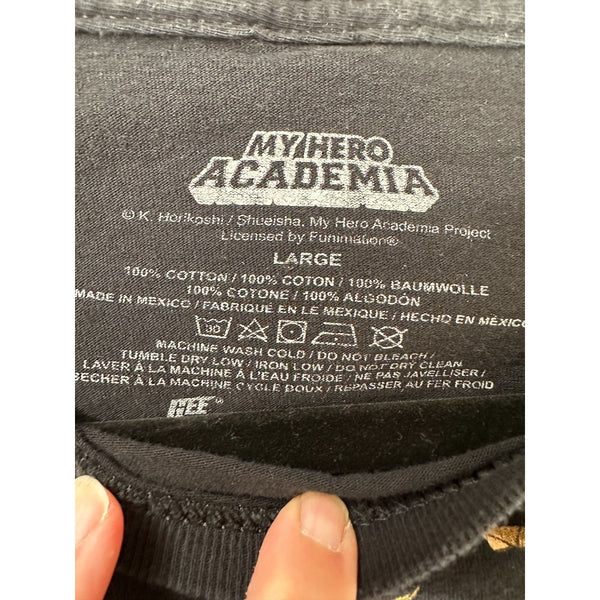 MY HERO
ACADEMIA
© K. Horikoshi / Shueisha, My Hero Academia Project
Licensed by Funimation®
LARGE
100% COTTON / 100% COTON / 100% BAUMWOLLE
100% COTONE / 100% ALGODÓN
MADE IN MEXICO / FABRIQUÉ EN LE MEXIQUE / HECHO EN MÉXICO
30
MACHINE WASH COLD / DO NOT BLEACH /
TUMBLE DRY LOW / IRON LOW / DO NOT DRY CLEAN
LAVER À LA MACHINE À L'EAU FROIDE / NE PAS JAVELLISER /
SECHER À LA MACHINE CYCLE DOUX / REPASSER AU FER FROID